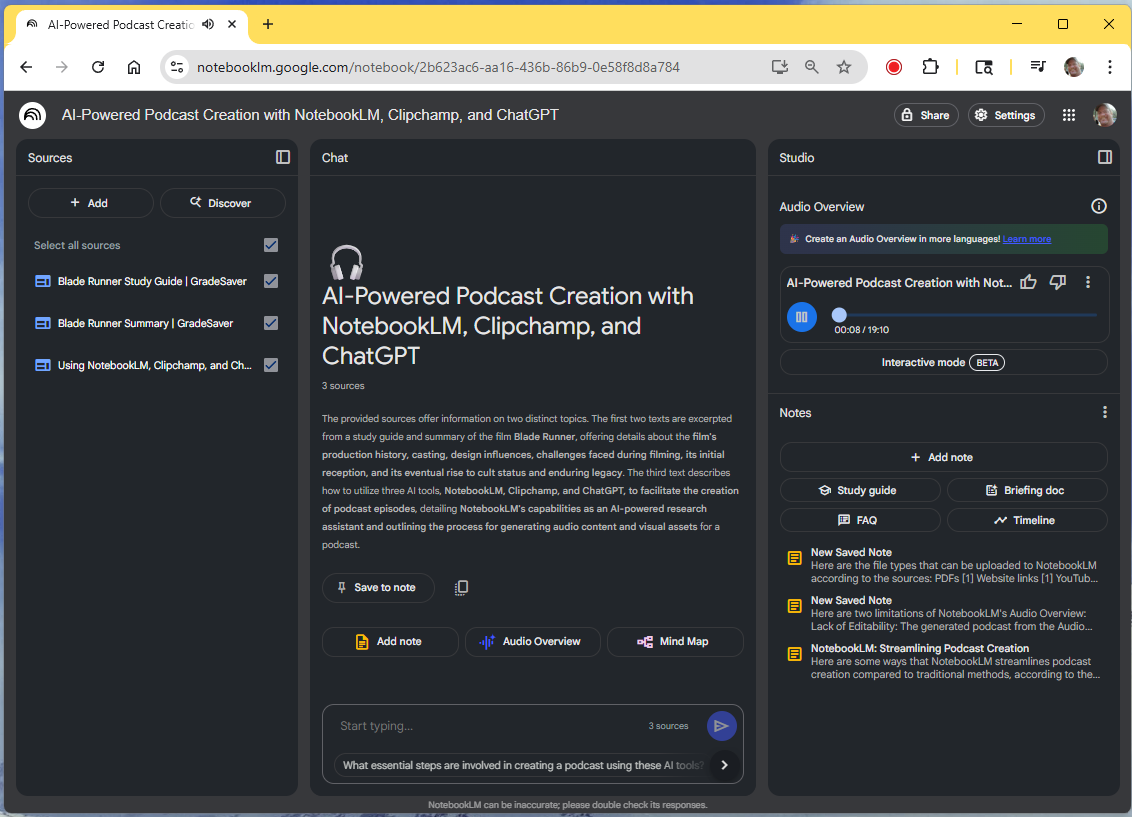 AI-Powered Podcast Creatio
notebooklm.google.com/notebook/2b623ac6-aa16-436b-86b9-0e58f8d8a784
AI-Powered Podcast Creation with NotebookLM, Clipchamp, and ChatGPT
Share
Settings
Sources
+ Add
Discover
Select all sources
Blade Runner Study Guide | GradeSaver
Blade Runner Summary | GradeSaver
Using NotebookLM, Clipchamp, and Ch...
Chat
AI-Powered Podcast Creation with
NotebookLM, Clipchamp, and
ChatGPT
3 sources
The provided sources offer information on two distinct topics. The first two texts are excerpted
from a study guide and summary of the film Blade Runner, offering details about the film's
production history, casting, design influences, challenges faced during filming, its initial
reception, and its eventual rise to cult status and enduring legacy. The third text describes
how to utilize three AI tools, NotebookLM, Clipchamp, and ChatGPT, to facilitate the creation
of podcast episodes, detailing NotebookLM's capabilities as an AI-powered research
assistant and outlining the process for generating audio content and visual assets for a
podcast.
Save to note
Add note
Audio Overview
Mind Map
Start typing...
3 sources
What essential steps are involved in creating a podcast using these AI tools?
Studio
Audio Overview
Create an Audio Overview in more languages! Learn more
AI-Powered Podcast Creation with Not...
00:08 / 19:10
Interactive mode BETA
Notes
+ Add note
Study guide
Briefing doc
FAQ
Timeline
New Saved Note
Here are the file types that can be uploaded to NotebookLM
according to the sources: PDFs [1] Website links [1] YouTub...
New Saved Note
Here are two limitations of NotebookLM's Audio Overview:
Lack of Editability: The generated podcast from the Audio...
NotebookLM: Streamlining Podcast Creation
Here are some ways that NotebookLM streamlines podcast
creation compared to traditional methods, according to the...
NotebookLM can be inaccurate; please double check its responses.